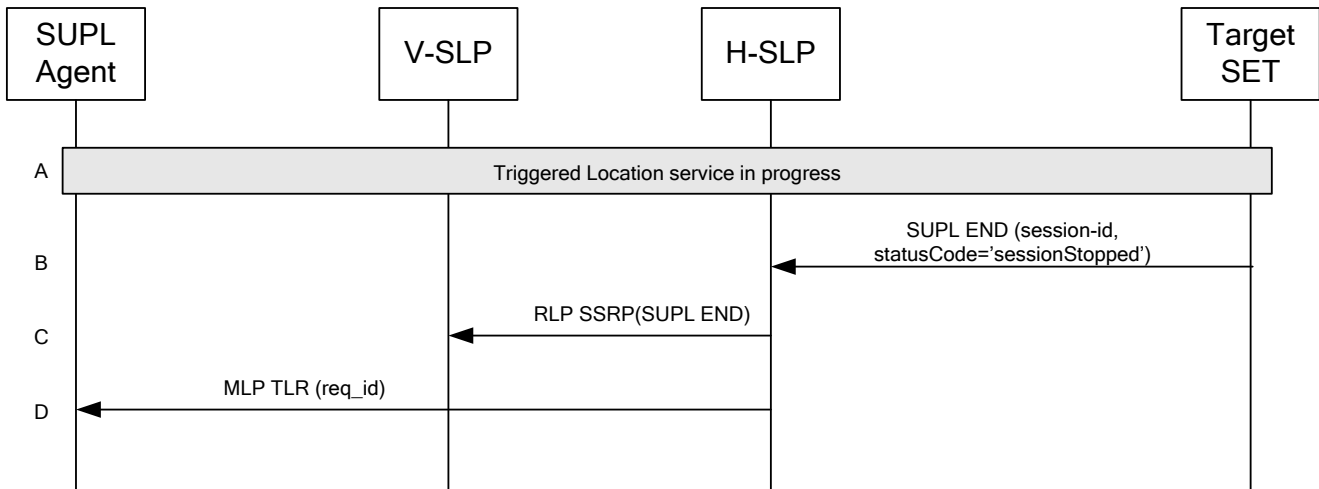 SUPL
Agent
V-SLP
H-SLP
Target
SET
A
Triggered Location service in progress
B
SUPL END (session-id,
statusCode=’sessionStopped’)
C
RLP SSRP(SUPL END)
D
MLP TLR (req_id)